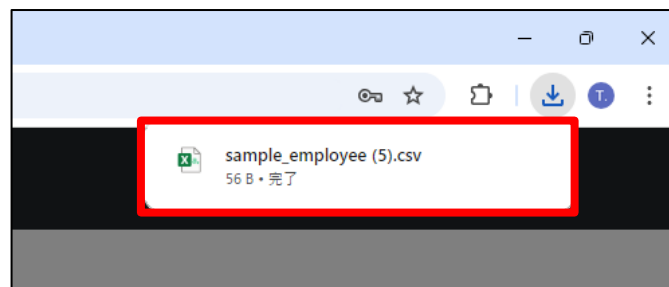 T.
sample_employee (5).csv
56 B • 完了